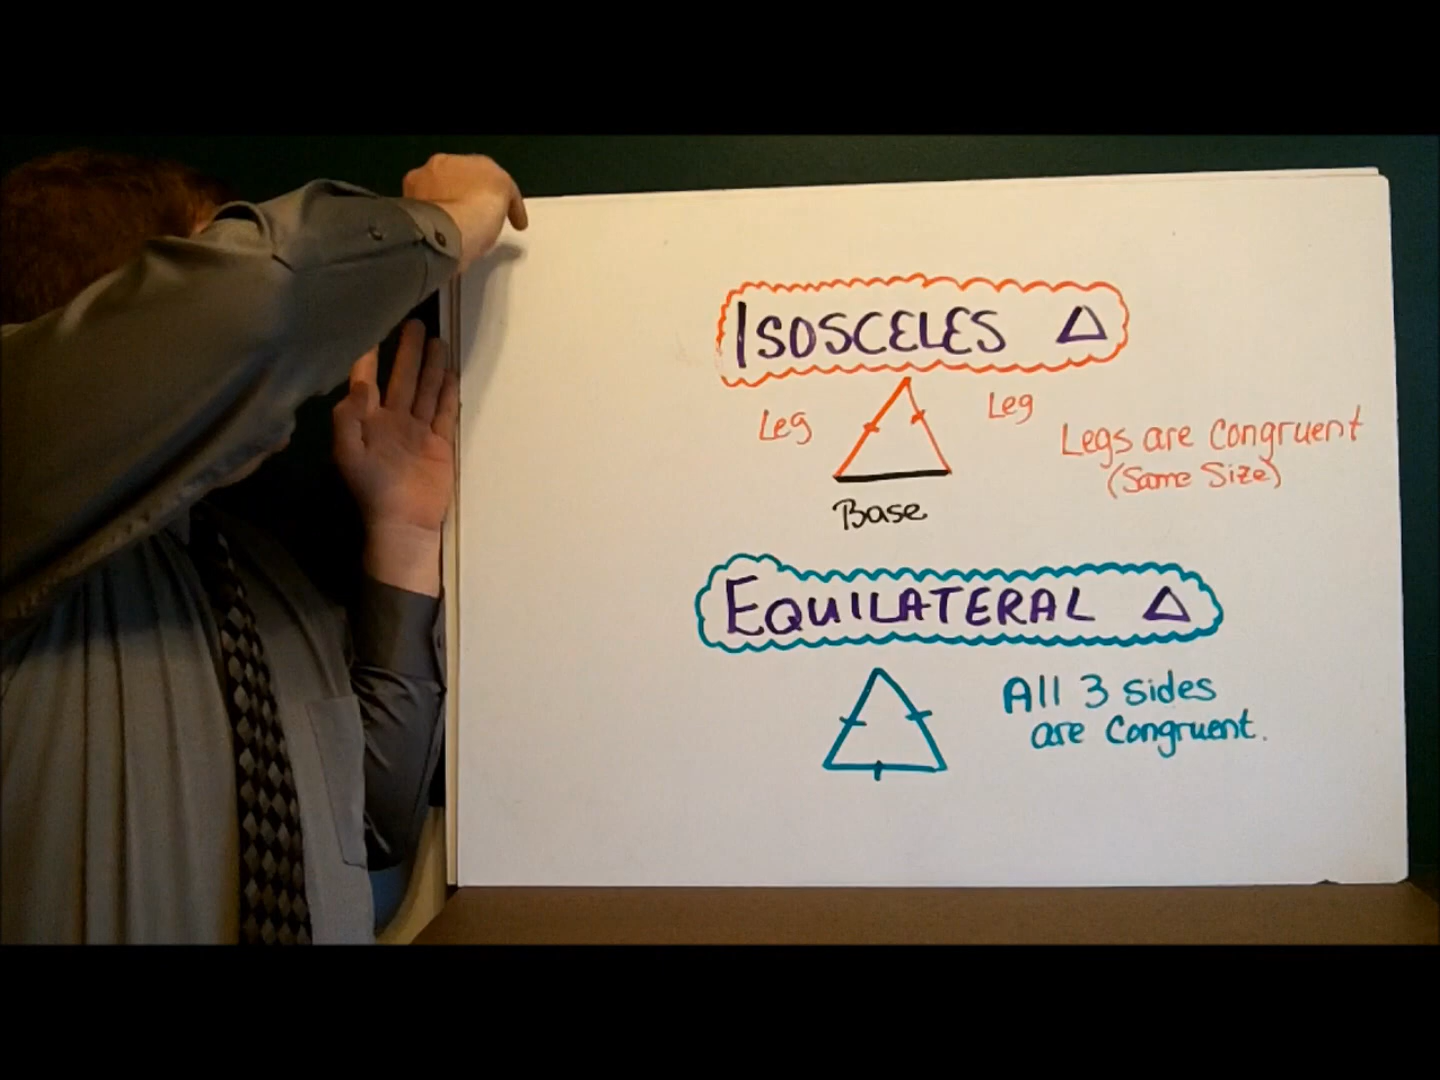 ISOSCELES △
Leg
Leg
Legs are congruent
(Same Size)
Base
EQUILATERAL △
All 3 sides
are congruent.